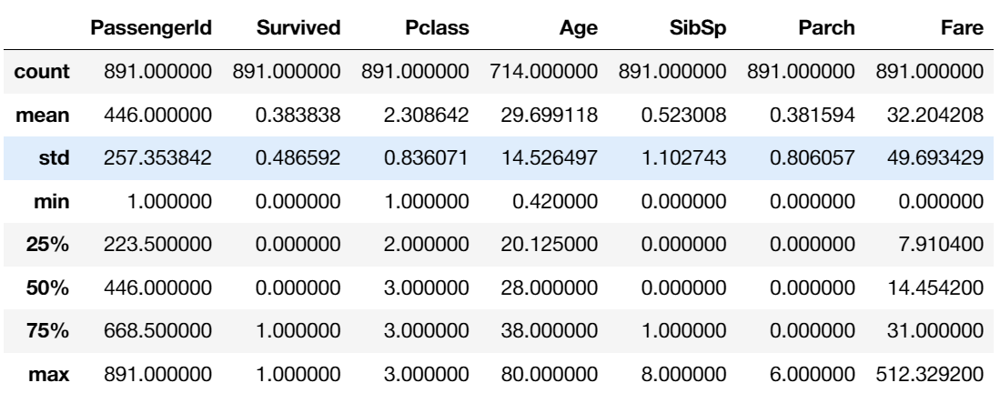 PassengerId Survived Pclass Age SibSp Parch Fare
count 891.000000 891.000000 891.000000 714.000000 891.000000 891.000000 891.000000
mean 446.000000 0.383838 2.308642 29.699118 0.523008 0.381594 32.204208
std 257.353842 0.486592 0.836071 14.526497 1.102743 0.806057 49.693429
min 1.000000 0.000000 1.000000 0.420000 0.000000 0.000000 0.000000
25% 223.500000 0.000000 2.000000 20.125000 0.000000 0.000000 7.910400
50% 446.000000 0.000000 3.000000 28.000000 0.000000 0.000000 14.454200
75% 668.500000 1.000000 3.000000 38.000000 1.000000 0.000000 31.000000
max 891.000000 1.000000 3.000000 80.000000 8.000000 6.000000 512.329200